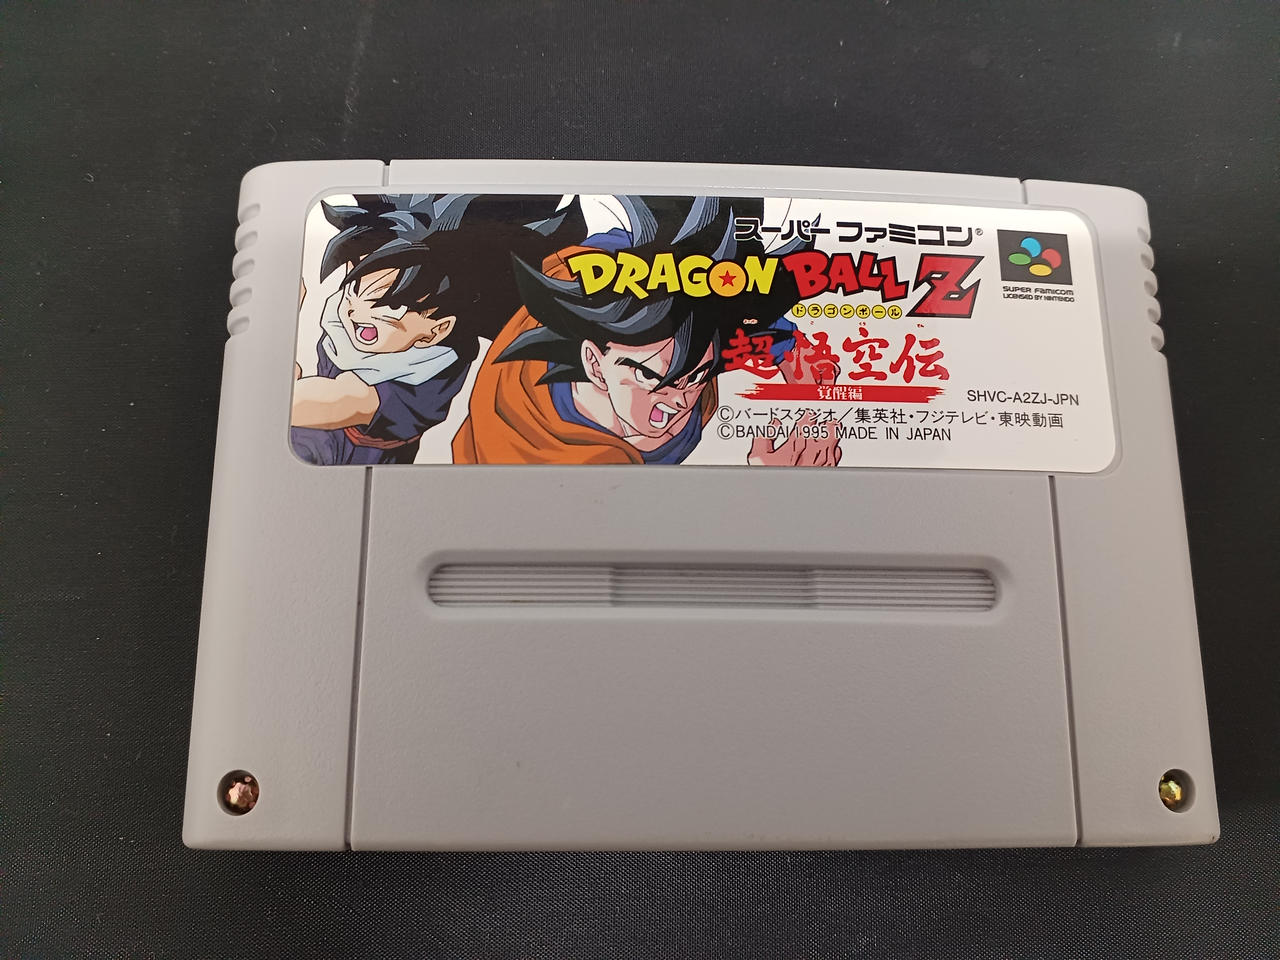 スーパーファミコン®
DRAGON BALL Z
ドラゴンボール
超悟空伝
覚醒編
SUPER FAMICOM
LICENSED BY NINTENDO
SHVC-A2ZJ-JPN
Ⓒバードスタジオ/集英社・フジテレビ・東映動画
ⒸBANDAI 1995 MADE IN JAPAN